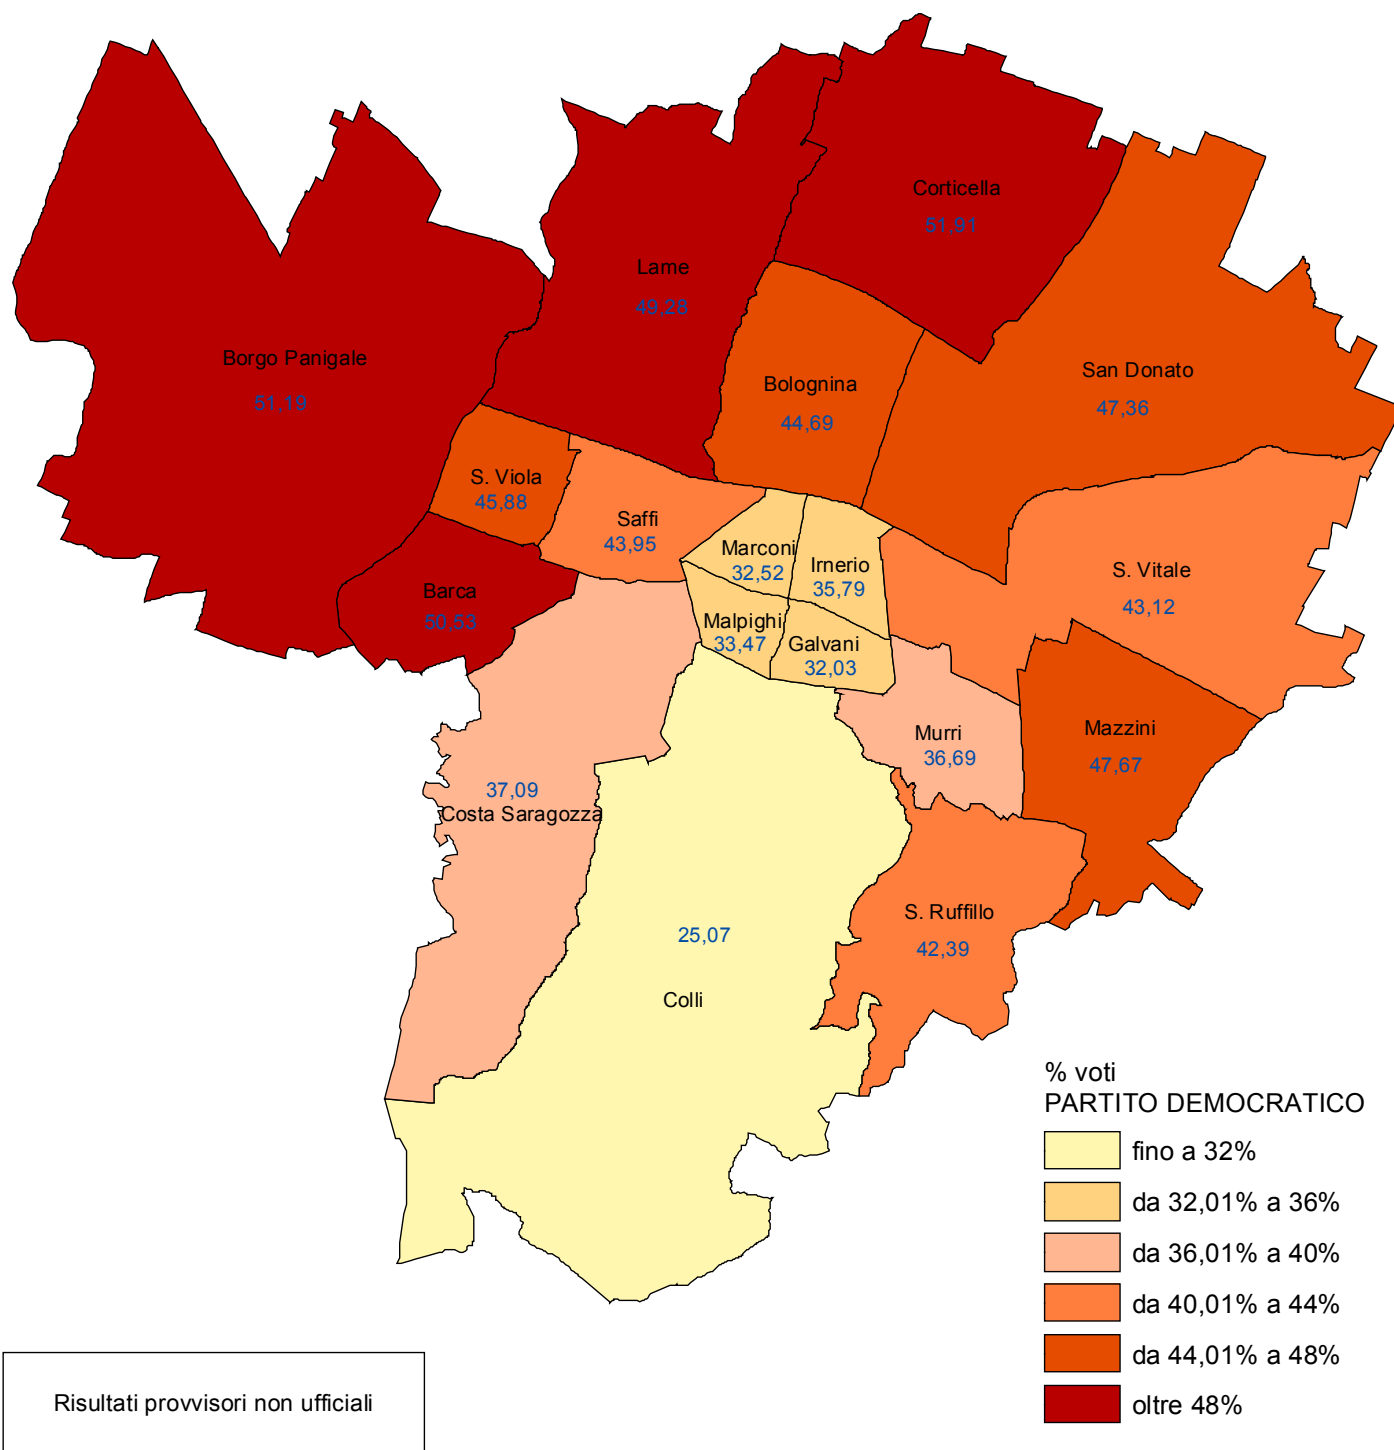 Corticella
51,91
Lame
49,28
Borgo Panigale
51,19
Bolognina
44,69
San Donato
47,36
S. Viola
45,88
Saffi
43,95
Marconi
32,52
Irnerio
35,79
S. Vitale
43,12
Barca
50,53
Malpighi
33,47
Galvani
32,03
Murri
36,69
Mazzini
47,67
37,09
Costa Saragozza
S. Ruffillo
42,39
25,07
Colli
% voti
PARTITO DEMOCRATICO
fino a 32%
da 32,01% a 36%
da 36,01% a 40%
da 40,01% a 44%
da 44,01% a 48%
oltre 48%
Risultati provvisori non ufficiali